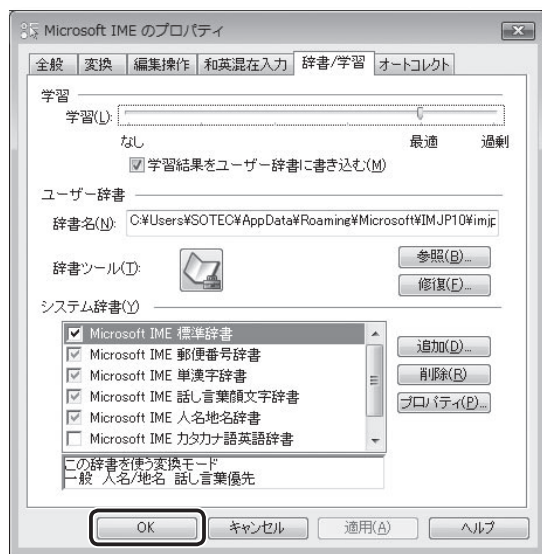 Microsoft IME のプロパティ
全般 変換 編集操作 和英混在入力 辞書/学習 オートコレクト
学習
学習(L):
なし 最適 過剰
学習結果をユーザー辞書に書き込む(M)
ユーザー辞書
辞書名(N): C:¥Users¥SOTEC¥AppData¥Roaming¥Microsoft¥IMJP10¥imjp
参照(B)...
辞書ツール(T):
修復(F)...
システム辞書(Y)
Microsoft IME 標準辞書
Microsoft IME 郵便番号辞書 追加(D)...
Microsoft IME 単漢字辞書 削除(R)
Microsoft IME 話し言葉顔文字辞書 プロパティ(P)...
Microsoft IME 人名地名辞書
Microsoft IME カタカナ語英語辞書
この辞書を使う変換モード
一般 人名/地名 話し言葉優先
OK キャンセル 適用(A) ヘルプ